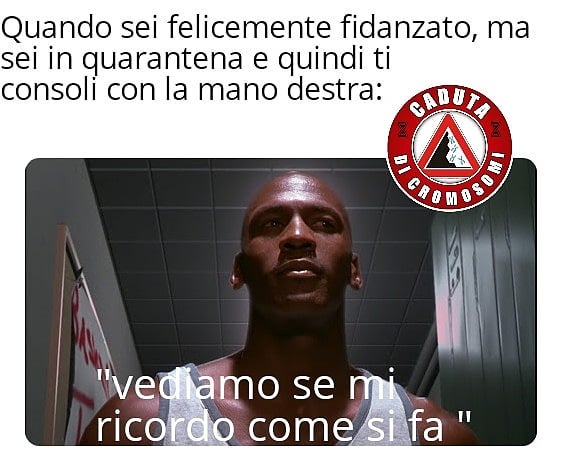 Quando sei felicemente fidanzato, ma
sei in quarantena e quindi ti
consoli con la mano destra:
CADUTA
DI CROMOSOMI
"vediamo se mi
ricordo come si fa "